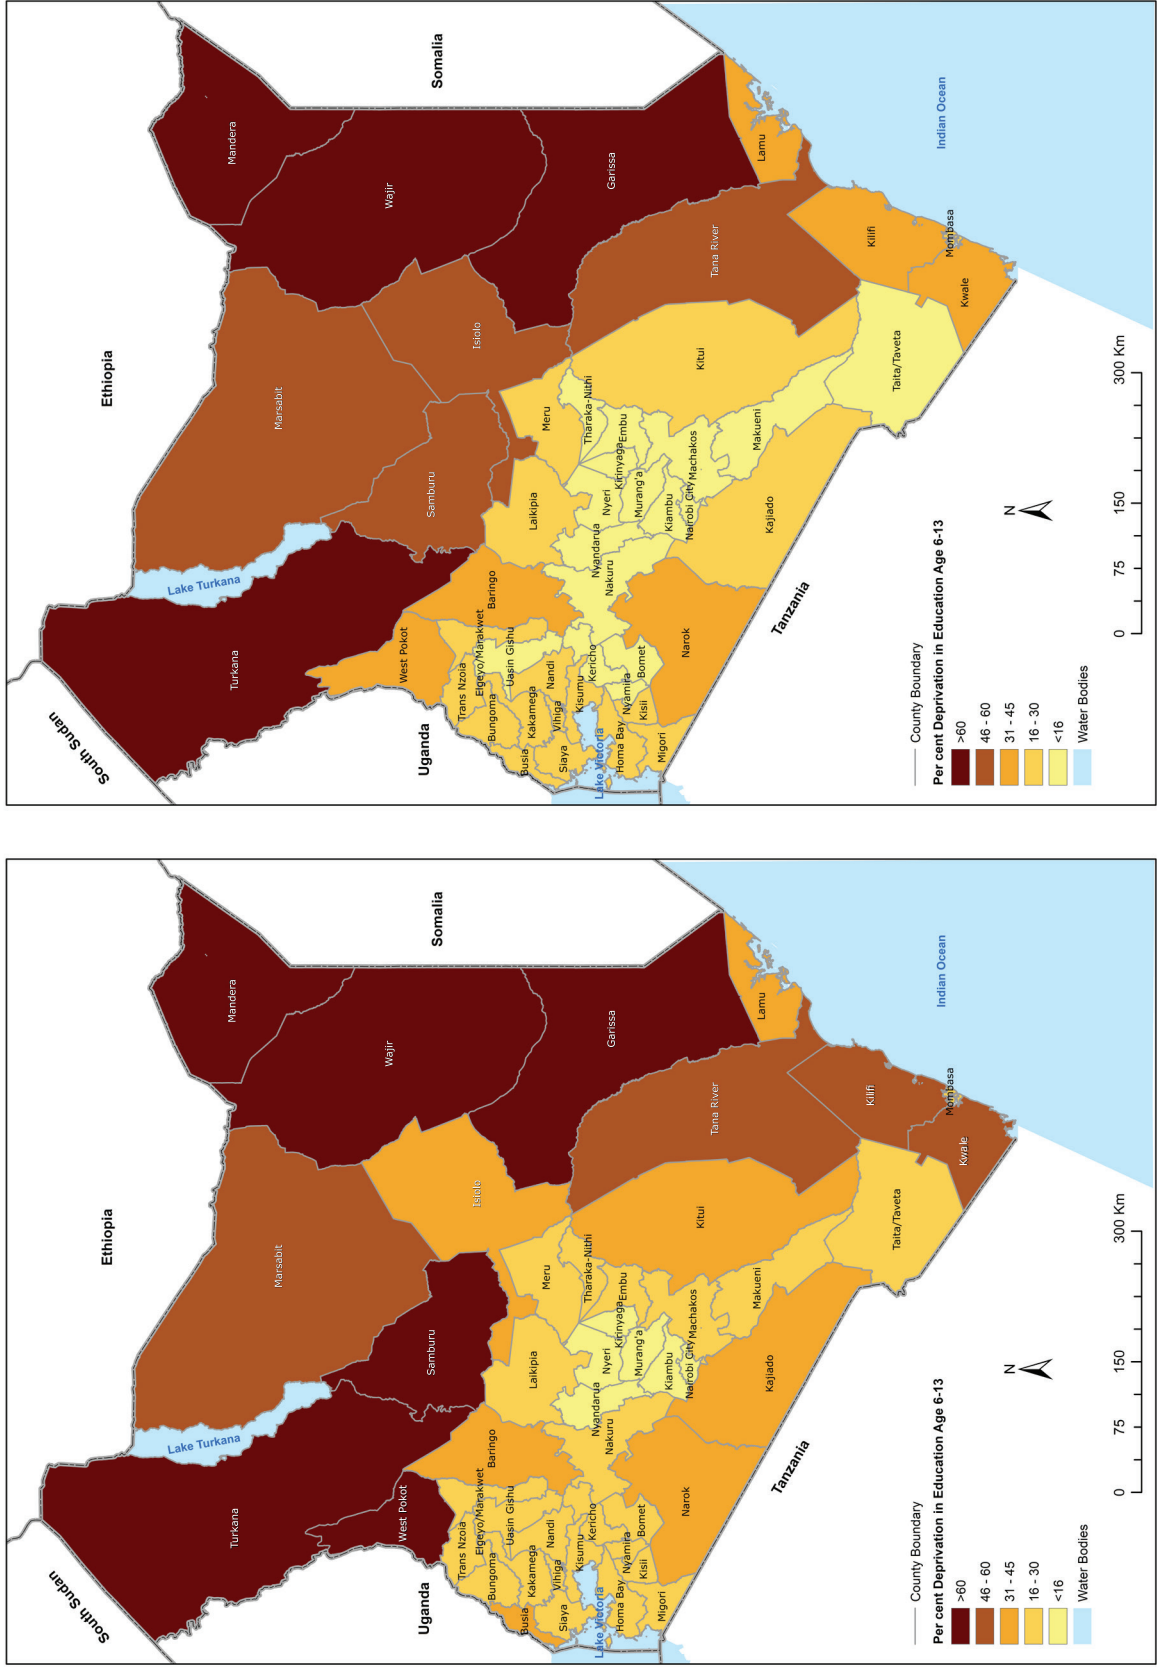 South Sudan
Ethiopia
Turkana
Lake Turkana
Marsabit
Mandera
West Pokot
Wajir
Uganda
Samburu
Somalia
Trans Nzoia
Elgeyo/Marakwet
Baringo
Isiolo
Bungoma
Uasin Gishu
Busia
Kakamega
Laikipia
Nandi
Meru
Vihiga
Siaya
Kisumu
Tharaka-Nithi
Kericho
Nyandarua
Lake Victoria
Nakuru
Nyeri
Garissa
Homa Bay
Nyamira
Kirinyaga
Embu
Kisii
Bomet
Murang'a
Migori
Kiambu
Narok
Nairobi City
Machakos
Kitui
Tana River
Makueni
Lamu
Kajiado
Tanzania
Kilifi
Taita/Taveta
Indian Ocean
Mombasa
Kwale
County Boundary
Per cent Deprivation in Education Age 6-13
>60
46 - 60
31 - 45
16 - 30
<16
Water Bodies
N
0 75 150 300 Km
South Sudan
Ethiopia
Turkana
Lake Turkana
Marsabit
Mandera
West Pokot
Wajir
Uganda
Samburu
Somalia
Trans Nzoia
Elgeyo/Marakwet
Baringo
Isiolo
Bungoma
Uasin Gishu
Busia
Kakamega
Laikipia
Nandi
Meru
Vihiga
Siaya
Kisumu
Tharaka-Nithi
Kericho
Nyandarua
Lake Victoria
Nakuru
Nyeri
Garissa
Homa Bay
Nyamira
Kirinyaga
Embu
Kisii
Bomet
Murang'a
Migori
Kiambu
Narok
Nairobi City
Machakos
Kitui
Tana River
Makueni
Lamu
Kajiado
Tanzania
Kilifi
Taita/Taveta
Indian Ocean
Mombasa
Kwale
County Boundary
Per cent Deprivation in Education Age 6-13
>60
46 - 60
31 - 45
16 - 30
<16
Water Bodies
N
0 75 150 300 Km